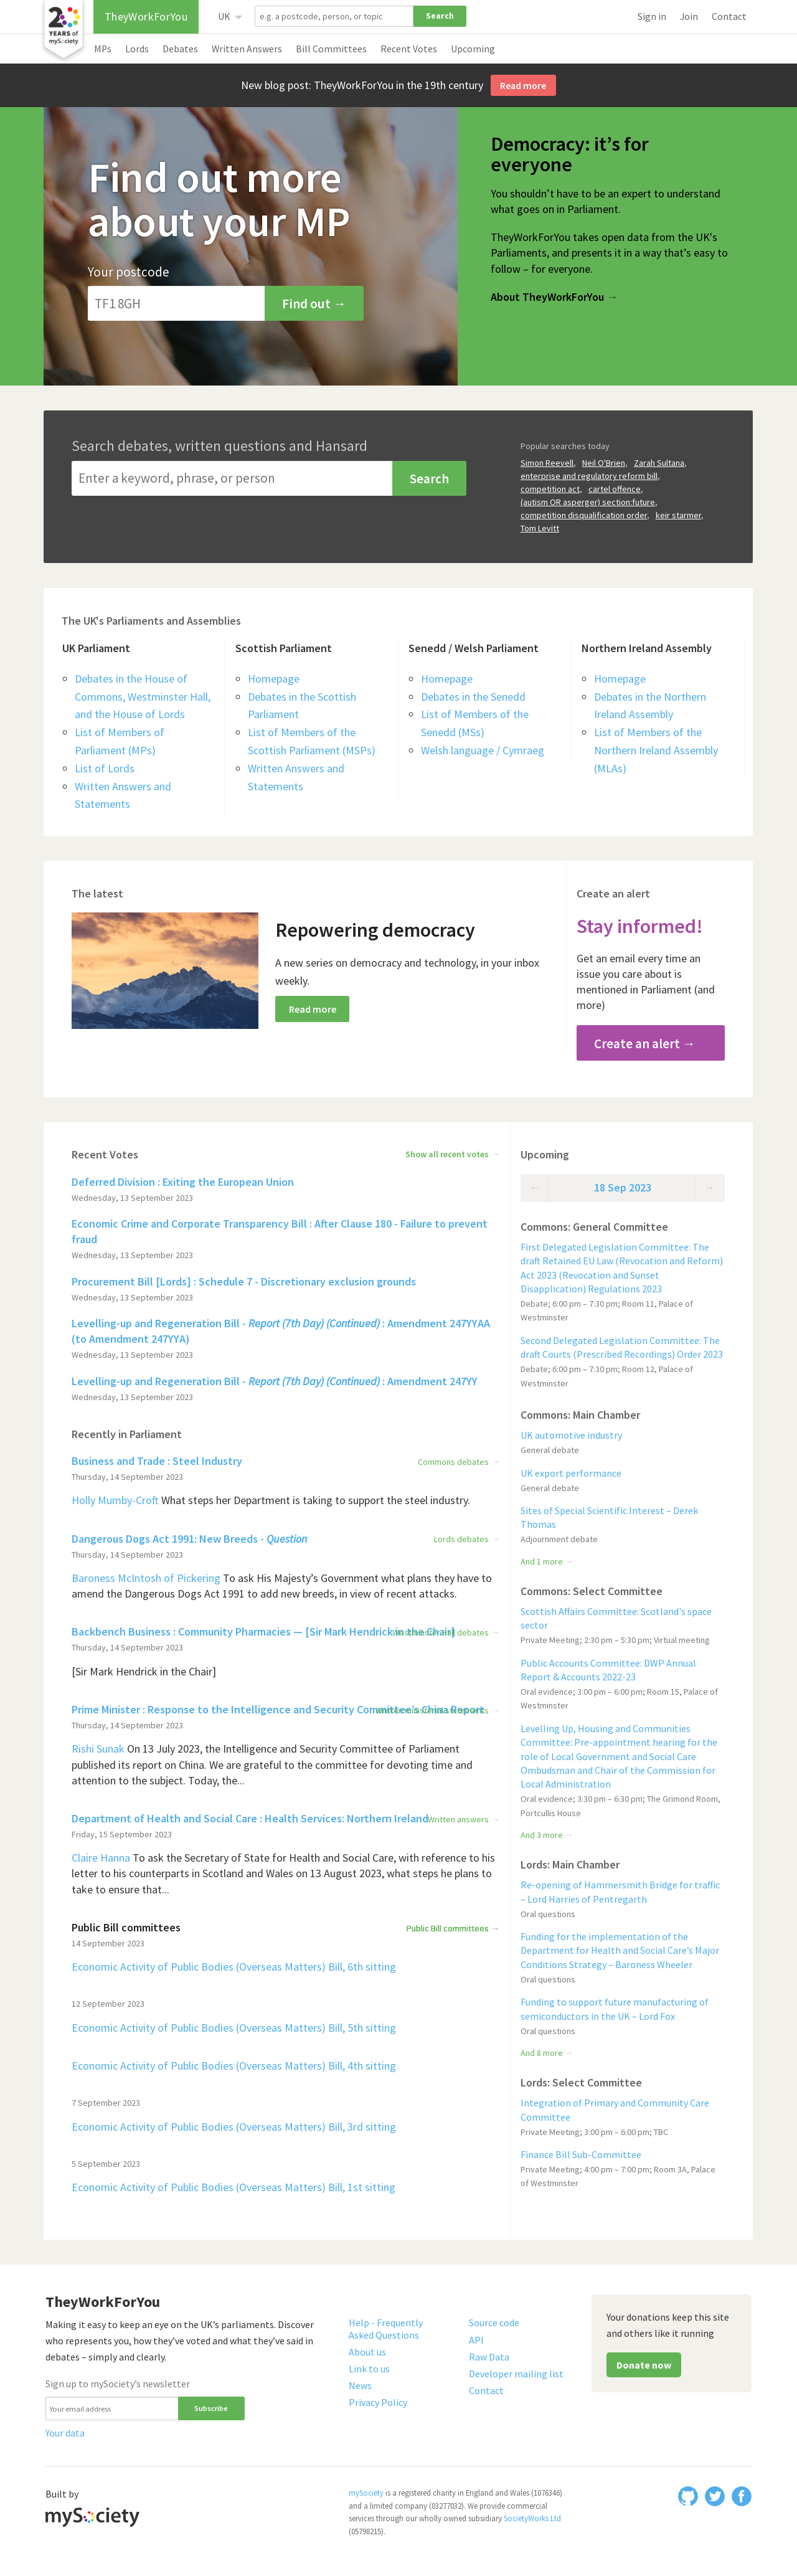 20
YEARS of
mySociety
TheyWorkForYou
UK
e.g. a postcode, person, or topic
Search
Sign in
Join
Contact
MPs
Lords
Debates
Written Answers
Bill Committees
Recent Votes
Upcoming
New blog post: TheyWorkForYou in the 19th century
Read more
Find out more
about your MP
Your postcode
TF1 8GH
Find out →
Democracy: it’s for
everyone
You shouldn’t have to be an expert to understand
what goes on in Parliament.
TheyWorkForYou takes open data from the UK’s
Parliaments, and presents it in a way that’s easy to
follow – for everyone.
About TheyWorkForYou →
Search debates, written questions and Hansard
Enter a keyword, phrase, or person
Search
Popular searches today
Simon Reevell, Neil O'Brien, Zarah Sultana,
enterprise and regulatory reform bill,
competition act, cartel offence,
(autism OR asperger) section:future,
competition disqualification order, keir starmer,
Tom Levitt
The UK's Parliaments and Assemblies
UK Parliament
Debates in the House of
Commons, Westminster Hall,
and the House of Lords
List of Members of
Parliament (MPs)
List of Lords
Written Answers and
Statements
Scottish Parliament
Homepage
Debates in the Scottish
Parliament
List of Members of the
Scottish Parliament (MSPs)
Written Answers and
Statements
Senedd / Welsh Parliament
Homepage
Debates in the Senedd
List of Members of the
Senedd (MSs)
Welsh language / Cymraeg
Northern Ireland Assembly
Homepage
Debates in the Northern
Ireland Assembly
List of Members of the
Northern Ireland Assembly
(MLAs)
The latest
Repowering democracy
A new series on democracy and technology, in your inbox
weekly.
Read more
Create an alert
Stay informed!
Get an email every time an
issue you care about is
mentioned in Parliament (and
more)
Create an alert →
Recent Votes
Show all recent votes →
Deferred Division : Exiting the European Union
Wednesday, 13 September 2023
Economic Crime and Corporate Transparency Bill : After Clause 180 - Failure to prevent
fraud
Wednesday, 13 September 2023
Procurement Bill [Lords] : Schedule 7 - Discretionary exclusion grounds
Wednesday, 13 September 2023
Levelling-up and Regeneration Bill - Report (7th Day) (Continued) : Amendment 247YYAA
(to Amendment 247YYA)
Wednesday, 13 September 2023
Levelling-up and Regeneration Bill - Report (7th Day) (Continued) : Amendment 247YY
Wednesday, 13 September 2023
Recently in Parliament
Business and Trade : Steel Industry
Commons debates →
Thursday, 14 September 2023
Holly Mumby-Croft What steps her Department is taking to support the steel industry.
Dangerous Dogs Act 1991: New Breeds - Question
Lords debates →
Thursday, 14 September 2023
Baroness McIntosh of Pickering To ask His Majesty’s Government what plans they have to
amend the Dangerous Dogs Act 1991 to add new breeds, in view of recent attacks.
Backbench Business : Community Pharmacies — [Sir Mark Hendrick in the Chair]
debates →
Thursday, 14 September 2023
[Sir Mark Hendrick in the Chair]
Prime Minister : Response to the Intelligence and Security Committee’s China Report
→
Thursday, 14 September 2023
Rishi Sunak On 13 July 2023, the Intelligence and Security Committee of Parliament
published its report on China. We are grateful to the committee for devoting time and
attention to the subject. Today, the...
Department of Health and Social Care : Health Services: Northern Ireland
Written answers →
Friday, 15 September 2023
Claire Hanna To ask the Secretary of State for Health and Social Care, with reference to his
letter to his counterparts in Scotland and Wales on 13 August 2023, what steps he plans to
take to ensure that...
Public Bill committees
Public Bill committees →
14 September 2023
Economic Activity of Public Bodies (Overseas Matters) Bill, 6th sitting
12 September 2023
Economic Activity of Public Bodies (Overseas Matters) Bill, 5th sitting
Economic Activity of Public Bodies (Overseas Matters) Bill, 4th sitting
7 September 2023
Economic Activity of Public Bodies (Overseas Matters) Bill, 3rd sitting
5 September 2023
Economic Activity of Public Bodies (Overseas Matters) Bill, 1st sitting
Upcoming
← 18 Sep 2023 →
Commons: General Committee
First Delegated Legislation Committee: The
draft Retained EU Law (Revocation and Reform)
Act 2023 (Revocation and Sunset
Disapplication) Regulations 2023
Debate; 6:00 pm – 7:30 pm; Room 11, Palace of
Westminster
Second Delegated Legislation Committee: The
draft Courts (Prescribed Recordings) Order 2023
Debate; 6:00 pm – 7:30 pm; Room 12, Palace of
Westminster
Commons: Main Chamber
UK automotive industry
General debate
UK export performance
General debate
Sites of Special Scientific Interest – Derek
Thomas
Adjournment debate
And 1 more →
Commons: Select Committee
Scottish Affairs Committee: Scotland's space
sector
Private Meeting; 2:30 pm – 5:30 pm; Virtual meeting
Public Accounts Committee: DWP Annual
Report & Accounts 2022-23
Oral evidence; 3:00 pm – 6:00 pm; Room 15, Palace of
Westminster
Levelling Up, Housing and Communities
Committee: Pre-appointment hearing for the
role of Local Government and Social Care
Ombudsman and Chair of the Commission for
Local Administration
Oral evidence; 3:30 pm – 6:30 pm; The Grimond Room,
Portcullis House
And 3 more →
Lords: Main Chamber
Re-opening of Hammersmith Bridge for traffic
– Lord Harries of Pentregarth
Oral questions
Funding for the implementation of the
Department for Health and Social Care’s Major
Conditions Strategy – Baroness Wheeler
Oral questions
Funding to support future manufacturing of
semiconductors in the UK – Lord Fox
Oral questions
And 8 more →
Lords: Select Committee
Integration of Primary and Community Care
Committee
Private Meeting; 3:00 pm – 6:00 pm; TBC
Finance Bill Sub-Committee
Private Meeting; 4:00 pm – 7:00 pm; Room 3A, Palace
of Westminster
TheyWorkForYou
Making it easy to keep an eye on the UK’s parliaments. Discover
who represents you, how they’ve voted and what they’ve said in
debates – simply and clearly.
Sign up to mySociety’s newsletter
Your email address
Subscribe
Your data
Help - Frequently
Asked Questions
About us
Link to us
News
Privacy Policy
Source code
API
Raw Data
Developer mailing list
Contact
Your donations keep this site
and others like it running
Donate now
Built by
mySociety
mySociety is a registered charity in England and Wales (1076346)
and a limited company (03277032). We provide commercial
services through our wholly owned subsidiary SocietyWorks Ltd
(05798215).